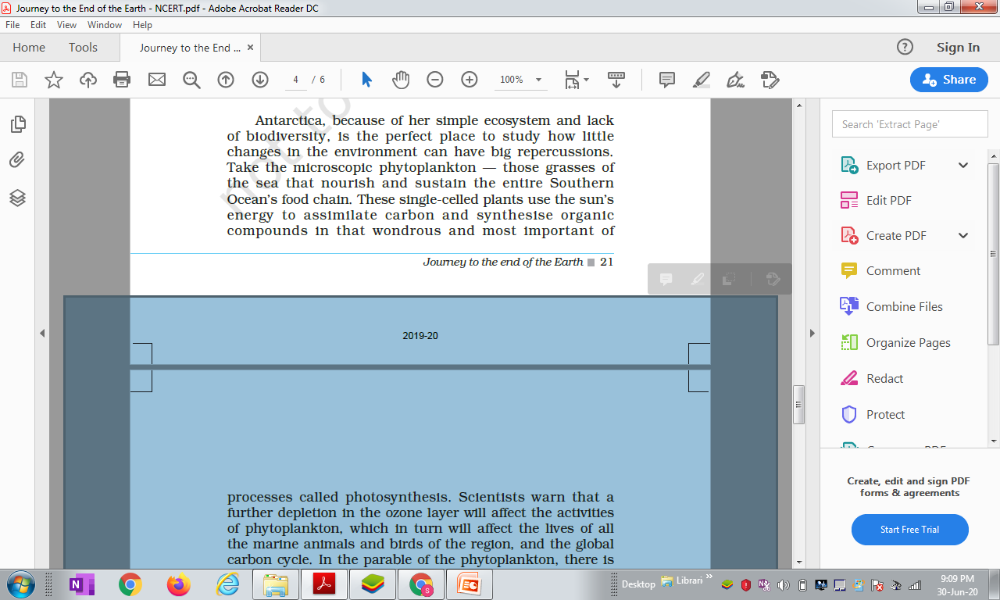 Journey to the End of the Earth - NCERT.pdf - Adobe Acrobat Reader DC
File Edit View Window Help
Home Tools Journey to the End ... × ? Sign In
4 / 6 100% Share
not to
Antarctica, because of her simple ecosystem and lack
of biodiversity, is the perfect place to study how little
changes in the environment can have big repercussions.
Take the microscopic phytoplankton — those grasses of
the sea that nourish and sustain the entire Southern
Ocean's food chain. These single-celled plants use the sun's
energy to assimilate carbon and synthesise organic
compounds in that wondrous and most important of
Journey to the end of the Earth 21
2019-20
processes called photosynthesis. Scientists warn that a
further depletion in the ozone layer will affect the activities
of phytoplankton, which in turn will affect the lives of all
the marine animals and birds of the region, and the global
carbon cycle. In the parable of the phytoplankton, there is
Search 'Extract Page'
Export PDF
Edit PDF
Create PDF
Comment
Combine Files
Organize Pages
Redact
Protect
Create, edit and sign PDF
forms & agreements
Start Free Trial
Desktop Librari »
9:09 PM
30-Jun-20